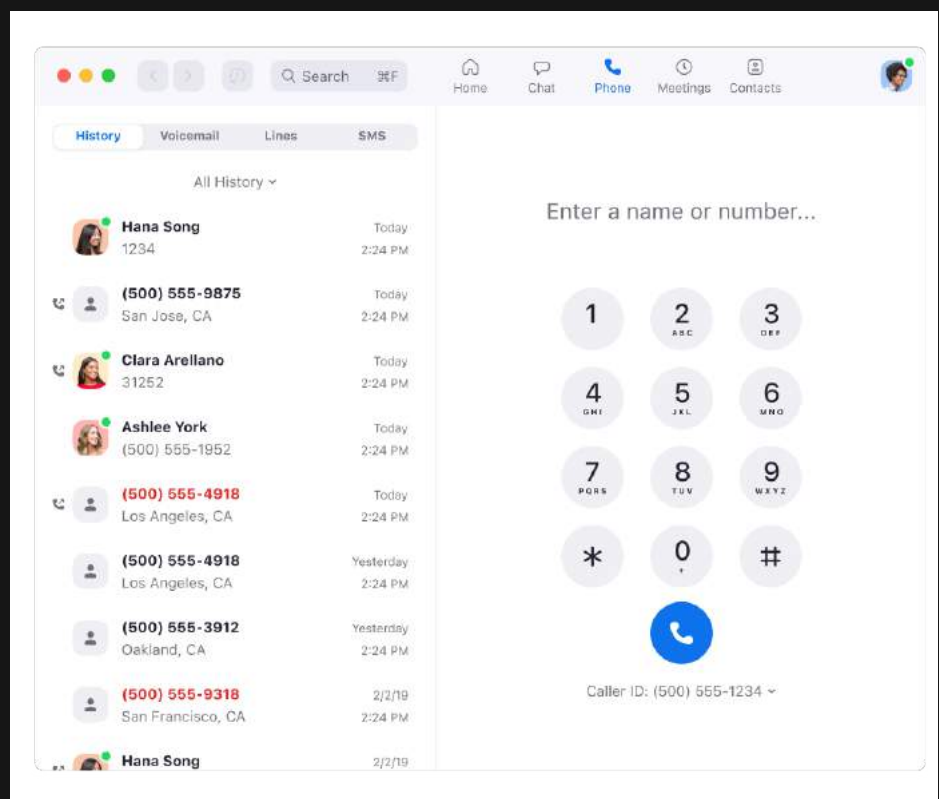 Search ⌘F
Home
Chat
Phone
Meetings
Contacts
History Voicemail Lines SMS
All History
Hana Song Today
1234 2:24 PM
(500) 555-9875 Today
San Jose, CA 2:24 PM
Clara Arellano Today
31252 2:24 PM
Ashlee York Today
(500) 555-1952 2:24 PM
(500) 555-4918 Today
Los Angeles, CA 2:24 PM
(500) 555-4918 Yesterday
Los Angeles, CA 2:24 PM
(500) 555-3912 Yesterday
Oakland, CA 2:24 PM
(500) 555-9318 2/2/19
San Francisco, CA 2:24 PM
Hana Song 2/2/19
Enter a name or number...
1 2 3
ABC DEF
4 5 6
GHI JKL MNO
7 8 9
PQRS TUV WXYZ
* 0 #
+
Caller ID: (500) 555-1234